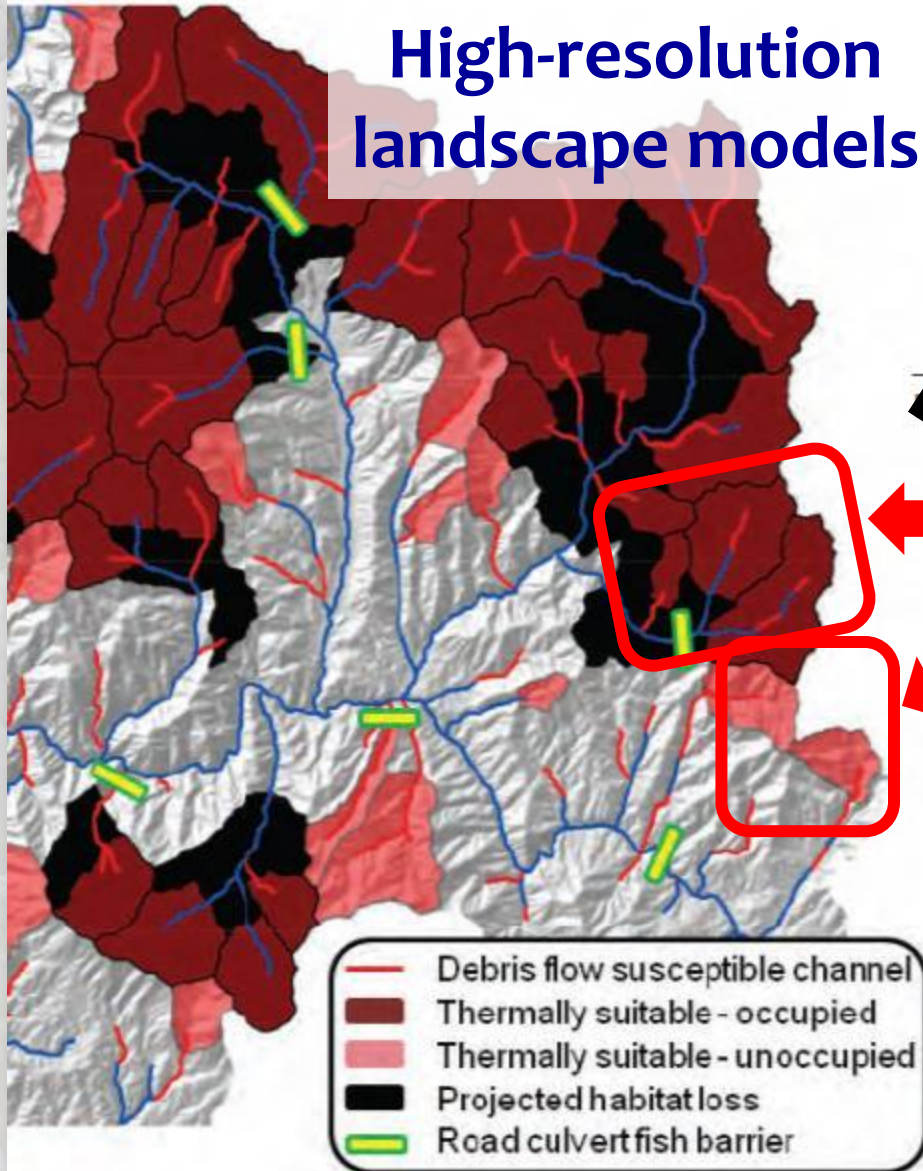 High-resolution
landscape models
Debris flow susceptible channel
Thermally suitable - occupied
Thermally suitable - unoccupied
Projected habitat loss
Road culvert fish barrier